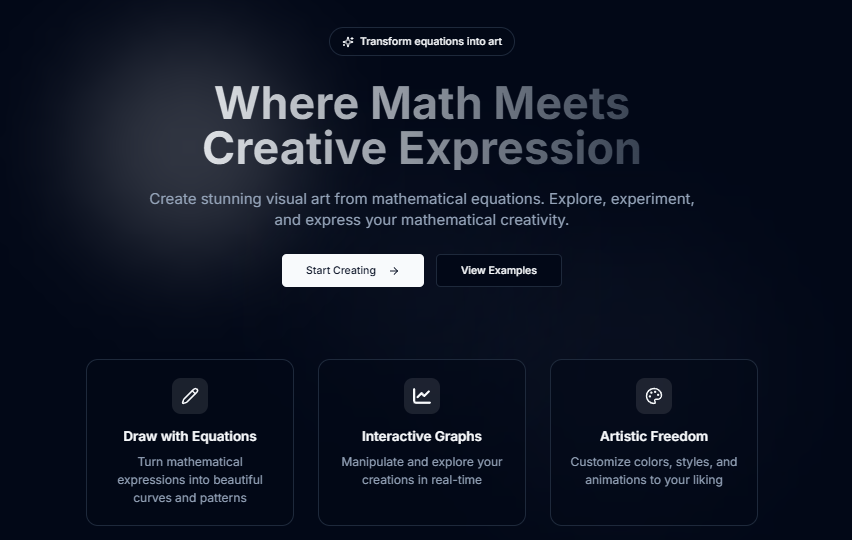 Transform equations into art
Where Math Meets
Creative Expression
Create stunning visual art from mathematical equations. Explore, experiment,
and express your mathematical creativity.
Start Creating
View Examples
Draw with Equations
Turn mathematical
expressions into beautiful
curves and patterns
Interactive Graphs
Manipulate and explore your
creations in real-time
Artistic Freedom
Customize colors, styles, and
animations to your liking